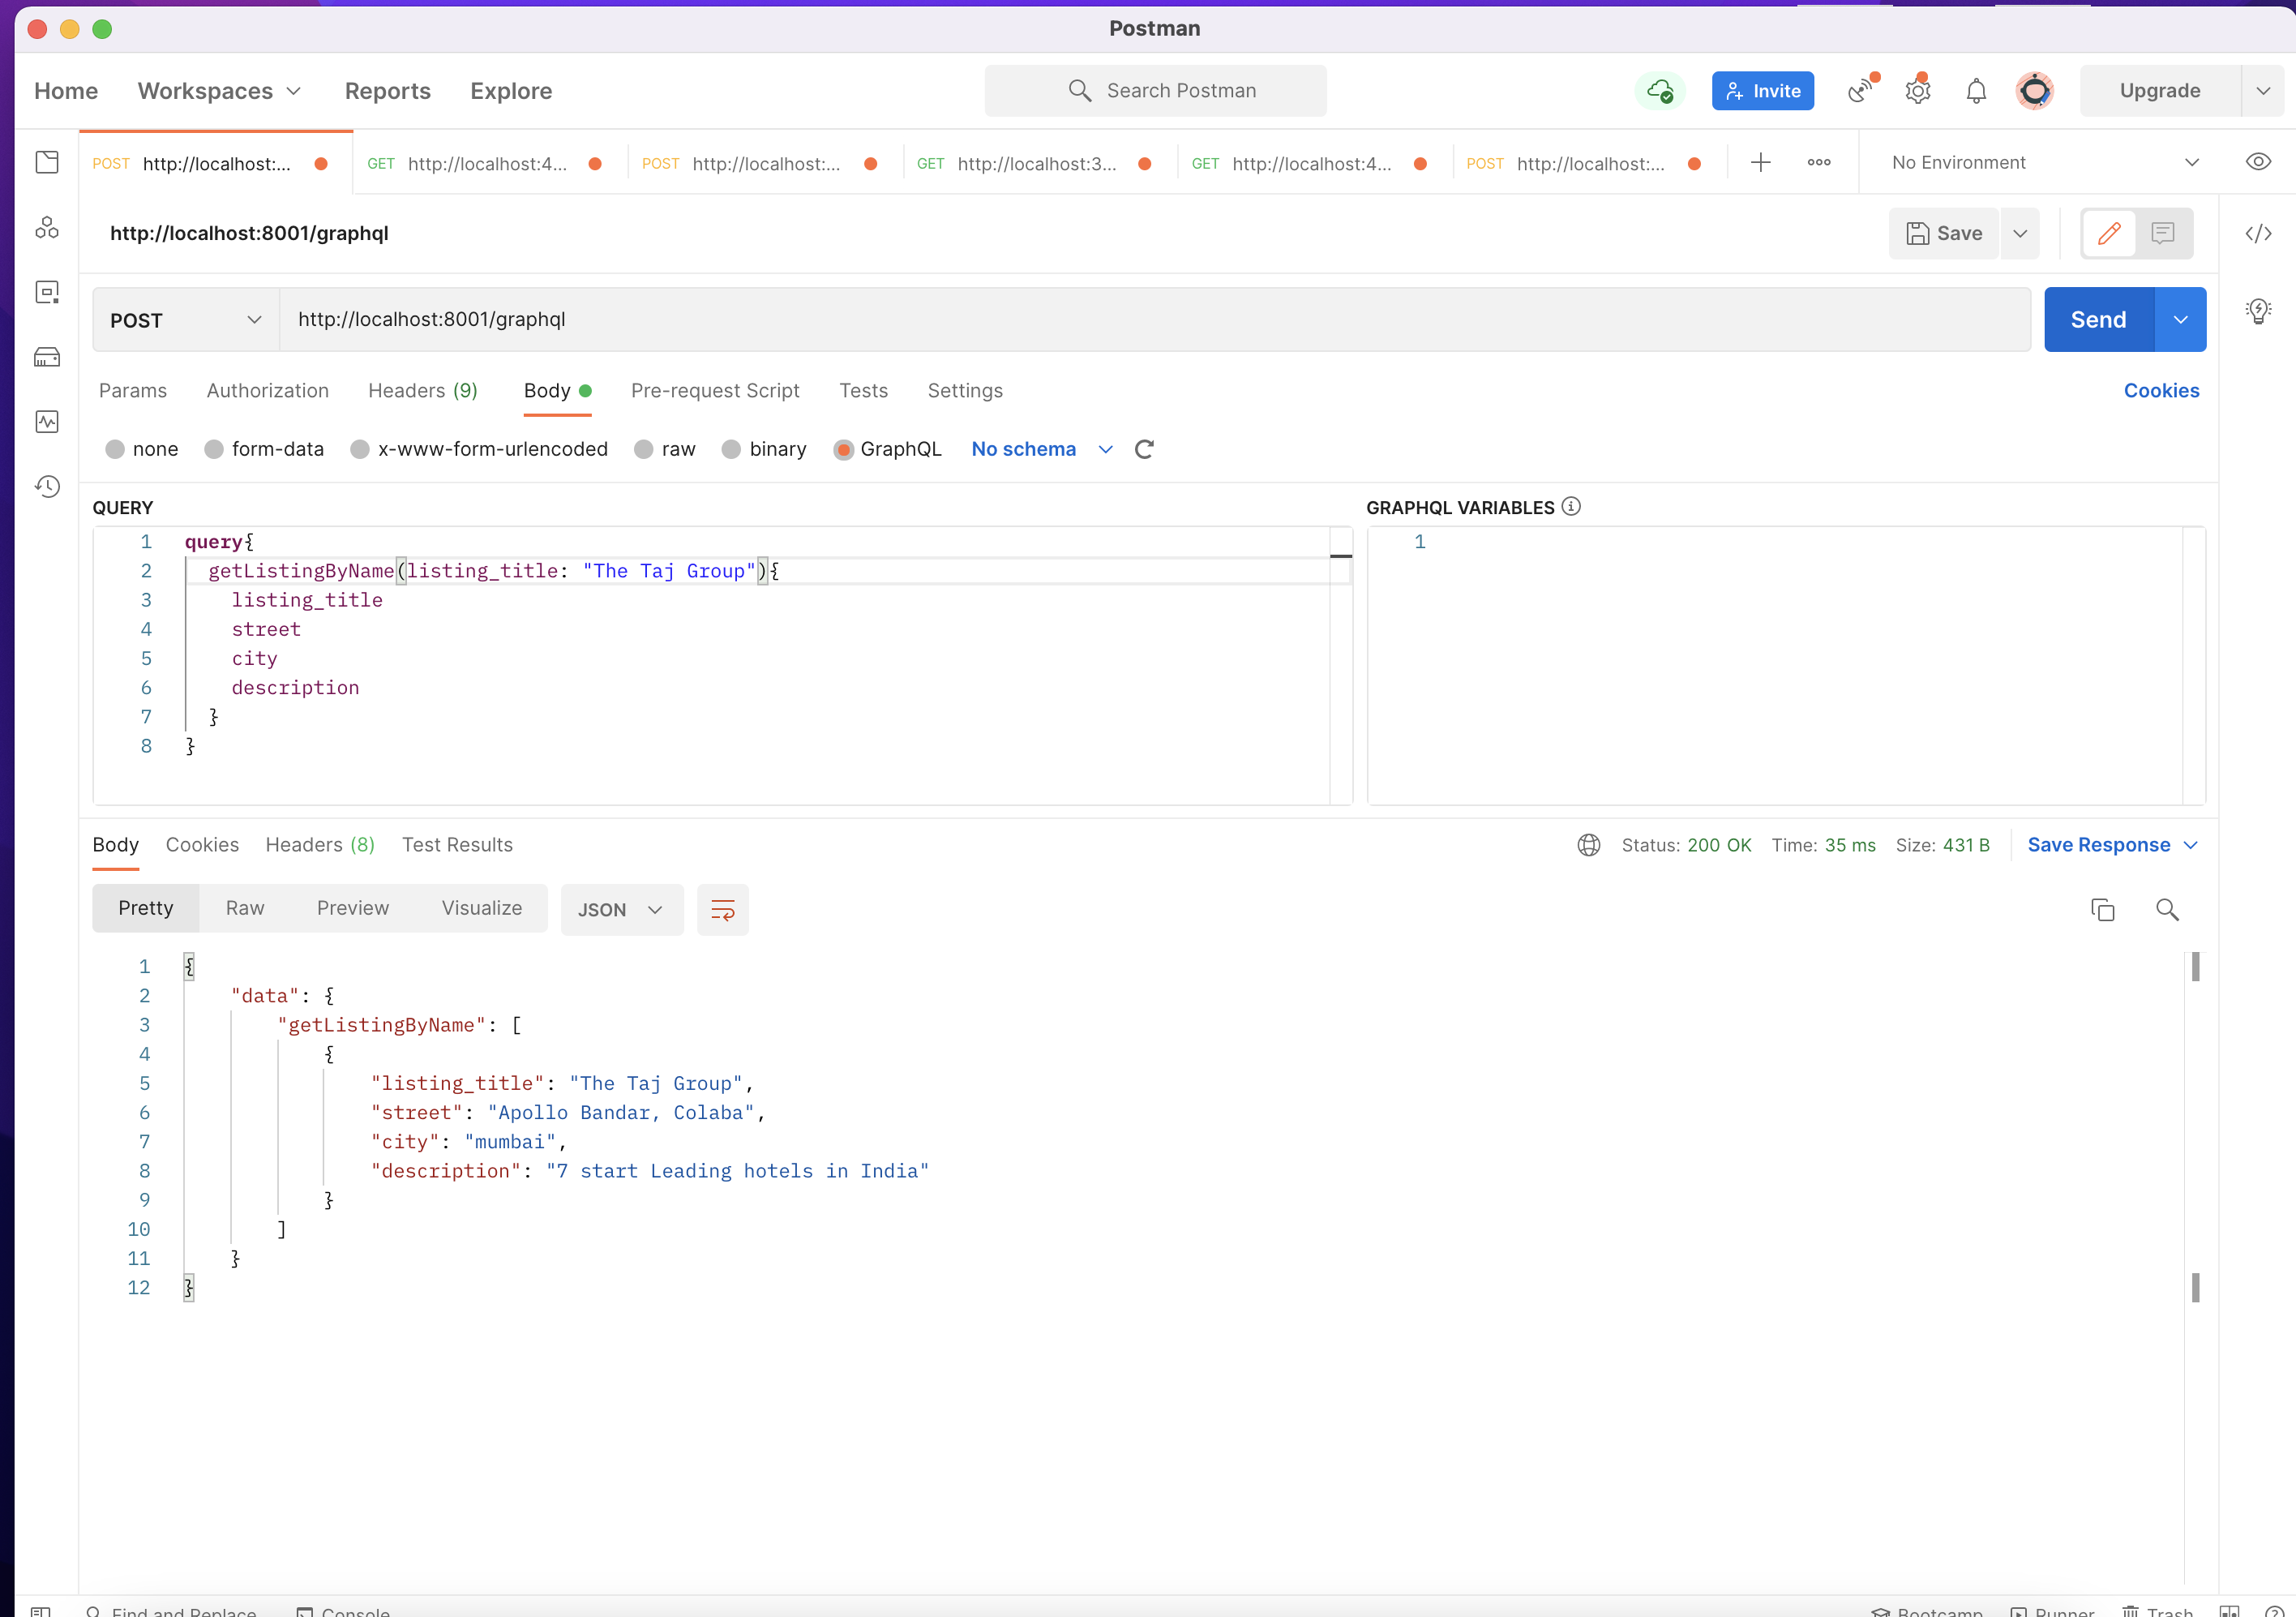 Postman
Home Workspaces Reports Explore Search Postman Invite Upgrade
POST http://localhost:... GET http://localhost:4... POST http://localhost:... GET http://localhost:3... GET http://localhost:4... POST http://localhost:... No Environment
http://localhost:8001/graphql Save
POST http://localhost:8001/graphql Send
Params Authorization Headers (9) Body Pre-request Script Tests Settings Cookies
none form-data x-www-form-urlencoded raw binary GraphQL No schema
QUERY GRAPHQL VARIABLES
1 query{ 1
2 getListingByName(listing_title: "The Taj Group"){
3 listing_title
4 street
5 city
6 description
7 }
8 }
Body Cookies Headers (8) Test Results Status: 200 OK Time: 35 ms Size: 431 B Save Response
Pretty Raw Preview Visualize JSON
1 {
2 "data": {
3 "getListingByName": [
4 {
5 "listing_title": "The Taj Group",
6 "street": "Apollo Bandar, Colaba",
7 "city": "mumbai",
8 "description": "7 start Leading hotels in India"
9 }
10 ]
11 }
12 }
Find and Replace Console Bootcamp Runner Trash